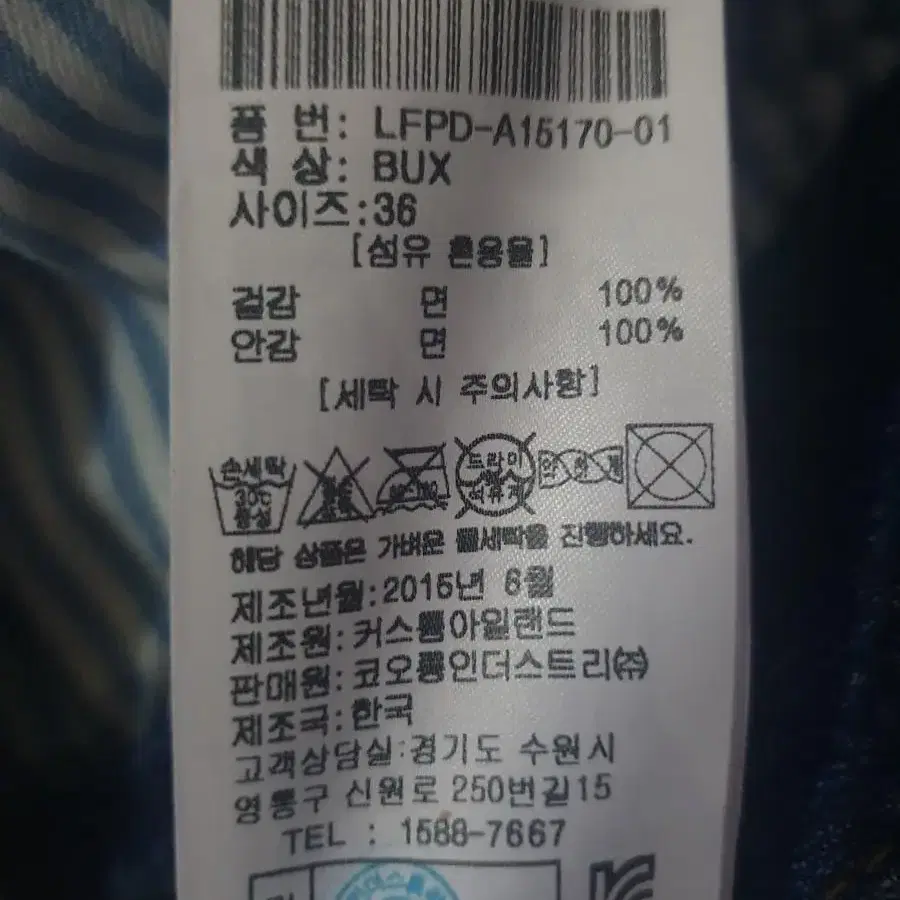 품 번: LFPD-A15170-01
색 상: BUX
사이즈:36
[섬유 혼용율]
겉감 면 100%
안감 면 100%
[세탁 시 주의사항]
손세탁 드라이
30℃ 중성 석유계
해당 상품은 가벼운 물세탁을 진행하세요.
제조년월:2015년 6월
제조원:커스텀아일랜드
판매원:코오롱인더스트리㈜
제조국:한국
고객상담실:경기도 수원시
영통구 신원로 250번길15
TEL : 1588-7667